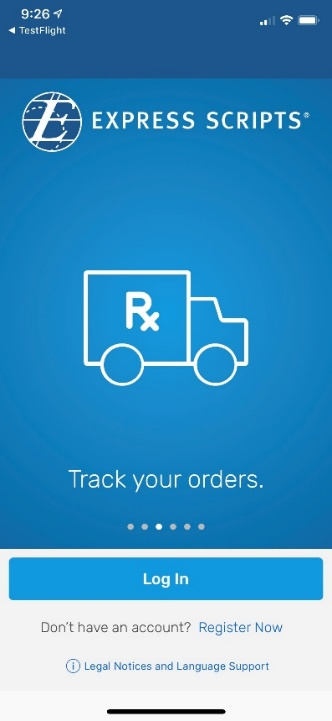 9:26
TestFlight
EXPRESS SCRIPTS®
Rx
Track your orders.
Log In
Don't have an account? Register Now
Legal Notices and Language Support